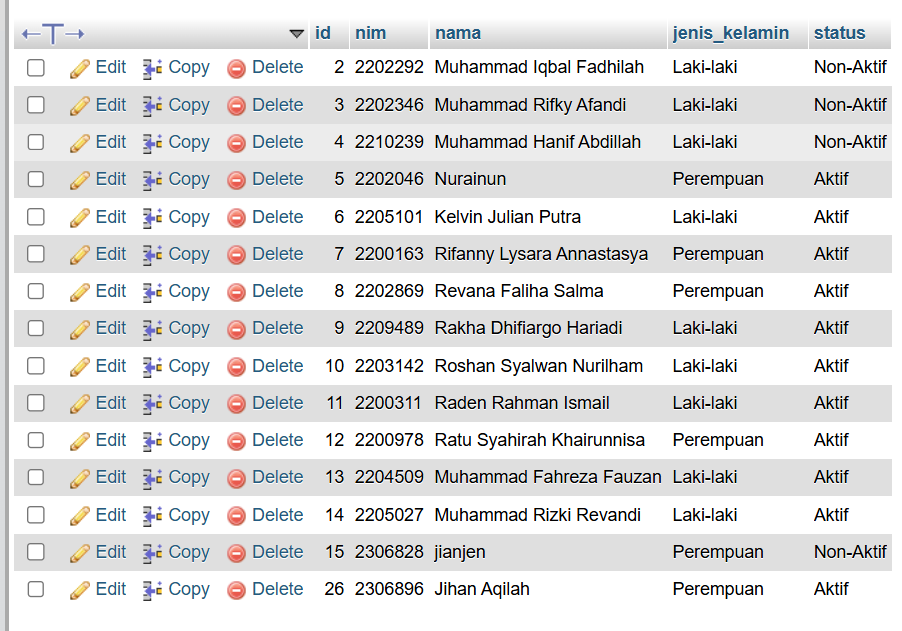 id nim nama jenis_kelamin status
Edit Copy Delete 2 2202292 Muhammad Iqbal Fadhilah Laki-laki Non-Aktif
Edit Copy Delete 3 2202346 Muhammad Rifky Afandi Laki-laki Non-Aktif
Edit Copy Delete 4 2210239 Muhammad Hanif Abdillah Laki-laki Non-Aktif
Edit Copy Delete 5 2202046 Nurainun Perempuan Aktif
Edit Copy Delete 6 2205101 Kelvin Julian Putra Laki-laki Aktif
Edit Copy Delete 7 2200163 Rifanny Lysara Annastasya Perempuan Aktif
Edit Copy Delete 8 2202869 Revana Faliha Salma Perempuan Aktif
Edit Copy Delete 9 2209489 Rakha Dhifiargo Hariadi Laki-laki Aktif
Edit Copy Delete 10 2203142 Roshan Syalwan Nurilham Laki-laki Aktif
Edit Copy Delete 11 2200311 Raden Rahman Ismail Laki-laki Aktif
Edit Copy Delete 12 2200978 Ratu Syahirah Khairunnisa Perempuan Aktif
Edit Copy Delete 13 2204509 Muhammad Fahreza Fauzan Laki-laki Aktif
Edit Copy Delete 14 2205027 Muhammad Rizki Revandi Laki-laki Aktif
Edit Copy Delete 15 2306828 jianjen Perempuan Non-Aktif
Edit Copy Delete 26 2306896 Jihan Aqilah Perempuan Aktif